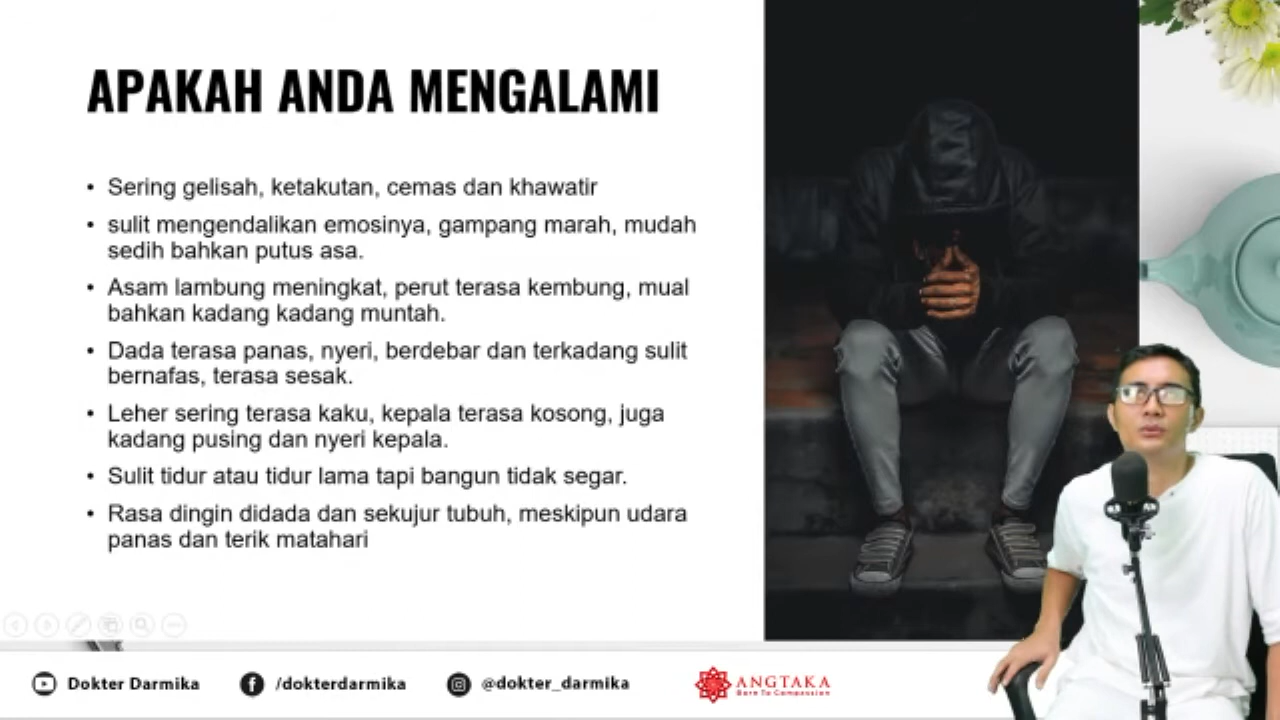 APAKAH ANDA MENGALAMI
• Sering gelisah, ketakutan, cemas dan khawatir
• sulit mengendalikan emosinya, gampang marah, mudah
sedih bahkan putus asa.
• Asam lambung meningkat, perut terasa kembung, mual
bahkan kadang kadang muntah.
• Dada terasa panas, nyeri, berdebar dan terkadang sulit
bernafas, terasa sesak.
• Leher sering terasa kaku, kepala terasa kosong, juga
kadang pusing dan nyeri kepala.
• Sulit tidur atau tidur lama tapi bangun tidak segar.
• Rasa dingin didada dan sekujur tubuh, meskipun udara
panas dan terik matahari
Dokter Darmika
/dokterdarmika
@dokter_darmika
ANGTAKA
Born To Compassion